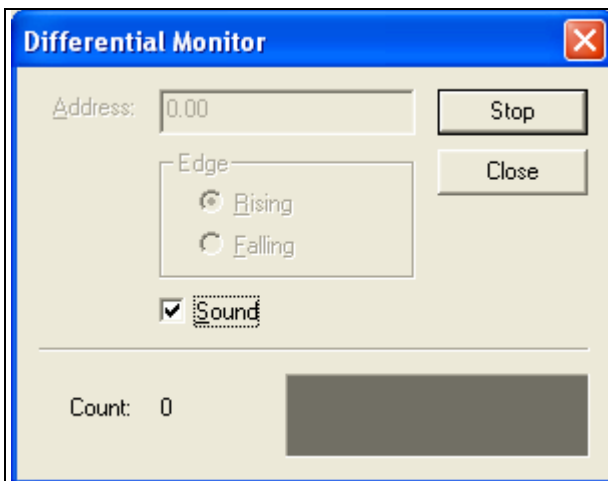 Differential Monitor
Address: 0.00 Stop
Edge Close
Rising
Falling
Sound
Count: 0